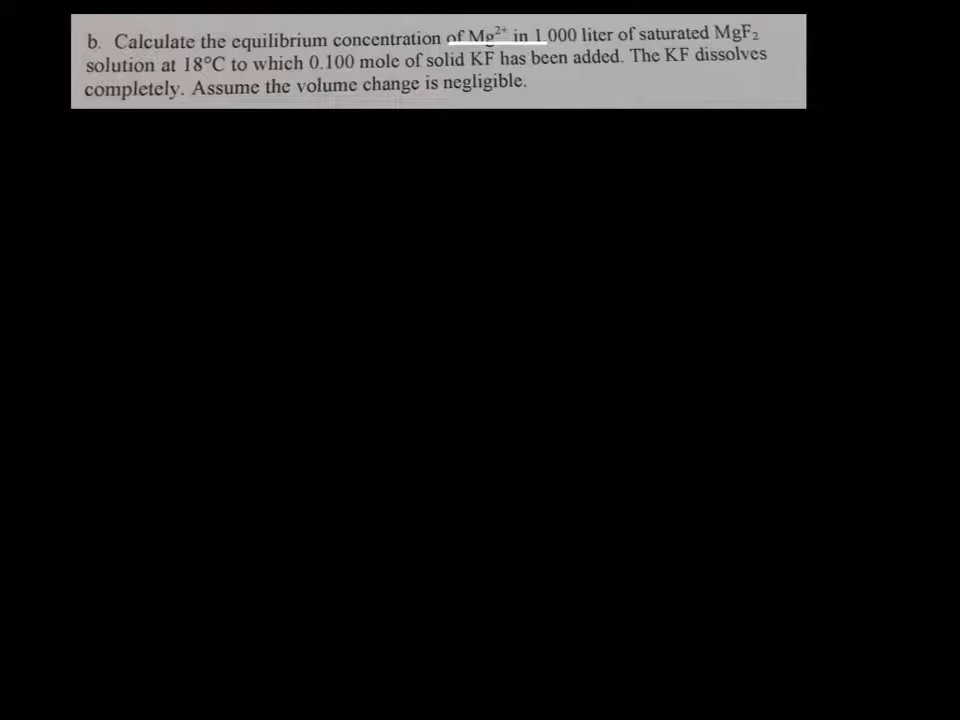 b. Calculate the equilibrium concentration of Mg²⁺ in 1.000 liter of saturated MgF₂
solution at 18°C to which 0.100 mole of solid KF has been added. The KF dissolves
completely. Assume the volume change is negligible.